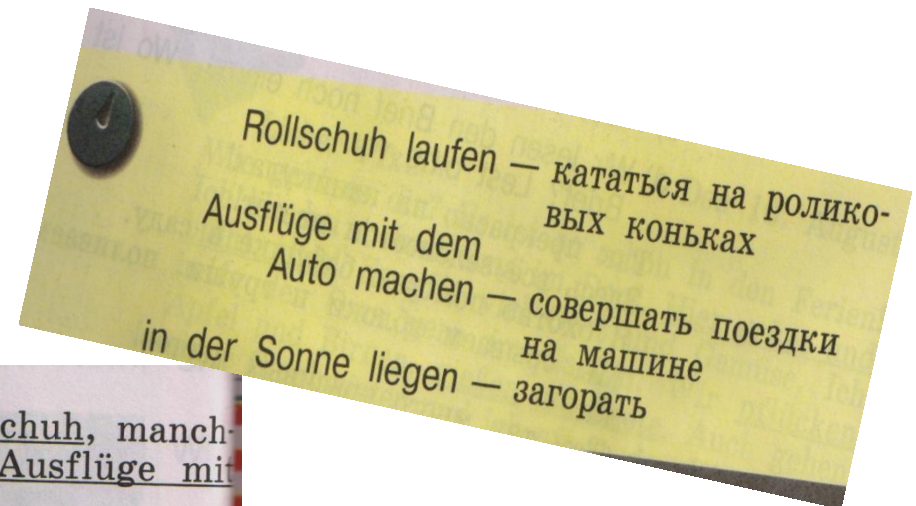 Rollschuh laufen — кататься на ролико-
вых коньках
Ausflüge mit dem
Auto machen — совершать поездки
на машине
in der Sonne liegen — загорать
chuh, manch-
Ausflüge mit